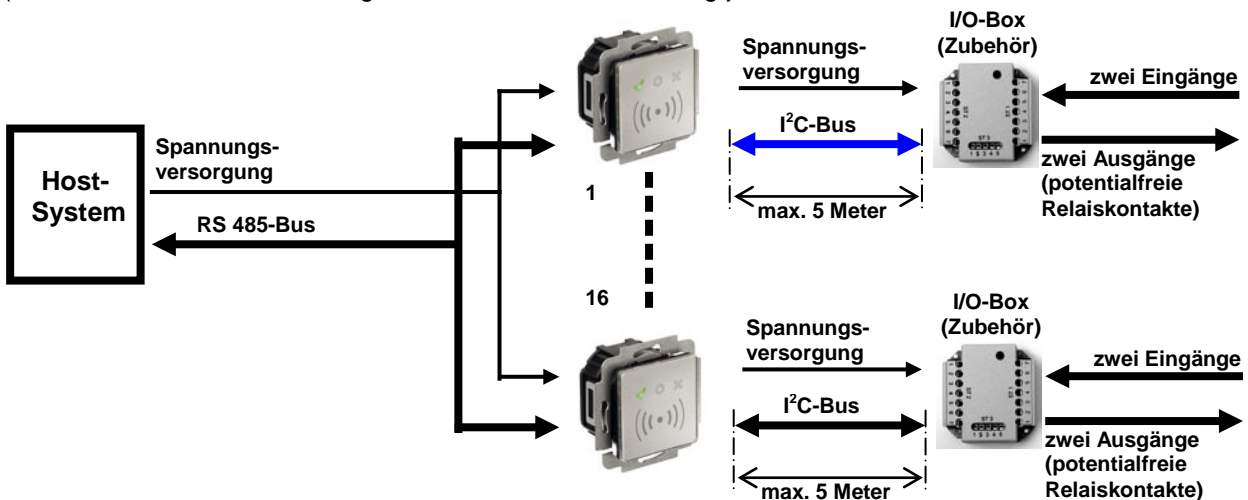 I/O-Box
(Zubehör)
Spannungs-
versorgung
zwei Eingänge
I²C-Bus
Spannungs-
versorgung
Host-
System
zwei Ausgänge
(potentialfreie
Relaiskontakte)
1
max. 5 Meter
RS 485-Bus
16
I/O-Box
(Zubehör)
Spannungs-
versorgung
zwei Eingänge
I²C-Bus
zwei Ausgänge
(potentialfreie
Relaiskontakte)
max. 5 Meter